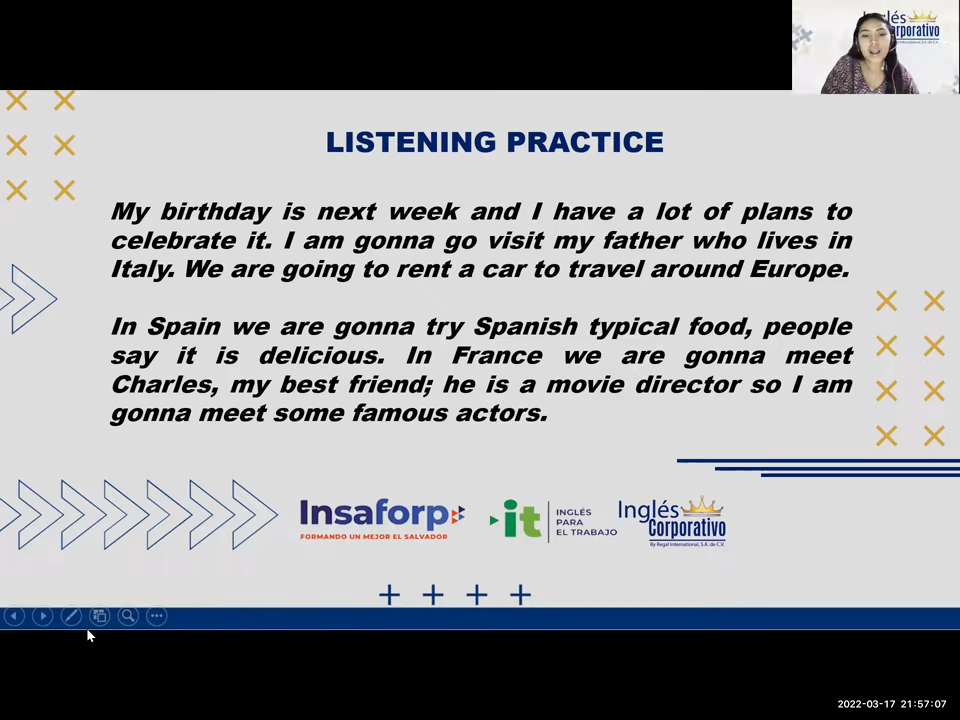 Inglés
Corporativo
LISTENING PRACTICE
My birthday is next week and I have a lot of plans to
celebrate it. I am gonna go visit my father who lives in
Italy. We are going to rent a car to travel around Europe.
In Spain we are gonna try Spanish typical food, people
say it is delicious. In France we are gonna meet
Charles, my best friend; he is a movie director so I am
gonna meet some famous actors.
Insaforp
FORMANDO UN MEJOR EL SALVADOR
it
INGLÉS
PARA
EL TRABAJO
Inglés
Corporativo
By Regal International, S.A. de C.V.
2022-03-17 21:57:07